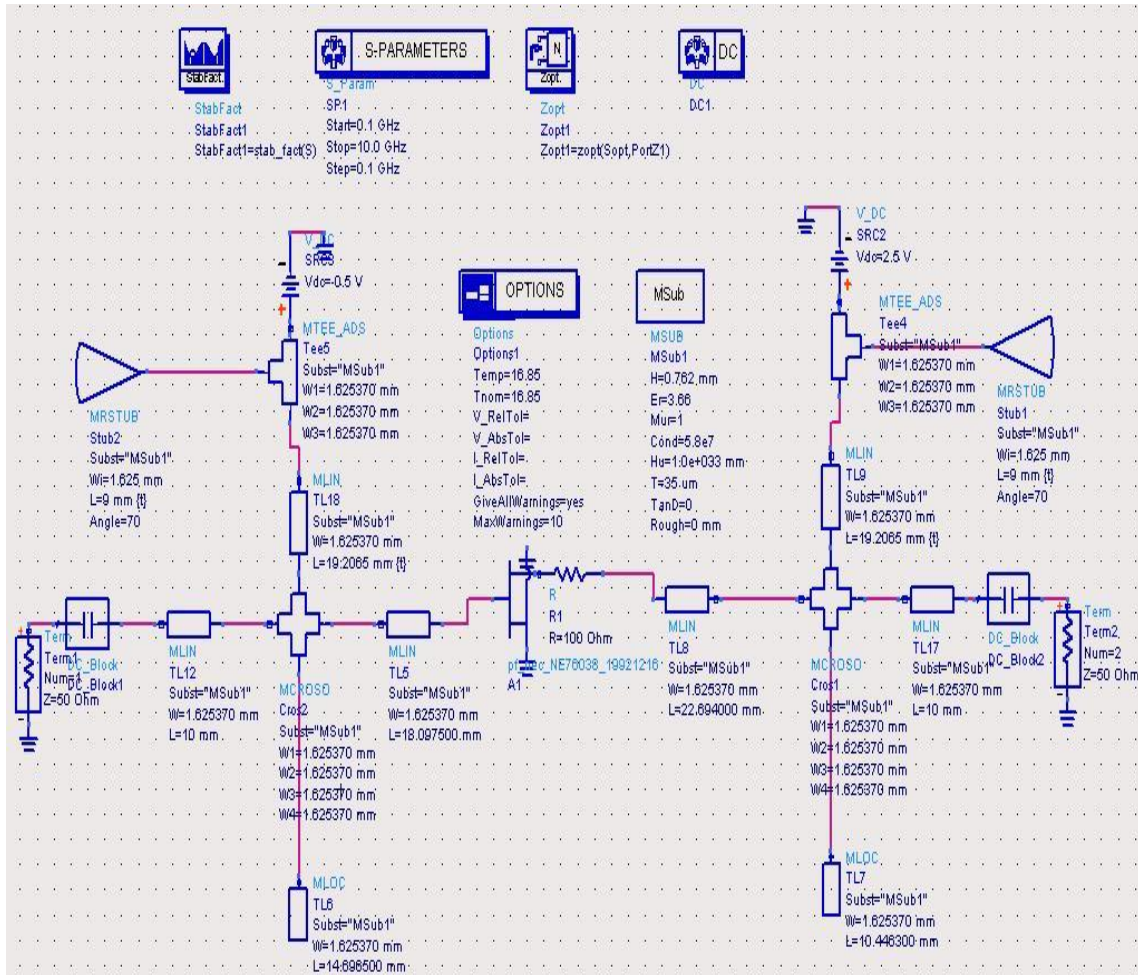 StabFact
StabFact
StabFact1
StabFact1=stab_fact(S)
S-PARAMETERS
S_Param
SP1
Start=0.1 GHz
Stop=10.0 GHz
Step=0.1 GHz
N
Zopt
Zopt
Zopt1
Zopt1=zopt(Sopt,PortZ1)
DC
DC
DC1
V_DC
SRC3
Vdc=-0.5 V
MTEE_ADS
Tee5
Subst="MSub1"
W1=1.625370 mm
W2=1.625370 mm
W3=1.625370 mm
MRSTUB
Stub2
Subst="MSub1"
Wi=1.625 mm
L=9 mm {t}
Angle=70
MLIN
TL18
Subst="MSub1"
W=1.625370 mm
L=19.2065 mm {t}
OPTIONS
Options
Options1
Temp=16.85
Tnom=16.85
V_RelTol=
V_AbsTol=
I_RelTol=
I_AbsTol=
GiveAllWarnings=yes
MaxWarnings=10
MSub
MSUB
MSub1
H=0.762 mm
Er=3.66
Mur=1
Cond=5.8e7
Hu=1.0e+033 mm
T=35 um
TanD=0
Rough=0 mm
V_DC
SRC2
Vdc=2.5 V
MTEE_ADS
Tee4
Subst="MSub1"
W1=1.625370 mm
W2=1.625370 mm
W3=1.625370 mm
MRSTUB
Stub1
Subst="MSub1"
Wi=1.625 mm
L=9 mm {t}
Angle=70
MLIN
TL9
Subst="MSub1"
W=1.625370 mm
L=19.2065 mm {t}
Term
Term1
Num=1
Z=50 Ohm
DC_Block
DC_Block1
MLIN
TL12
Subst="MSub1"
W=1.625370 mm
L=10 mm
MCROSO
Cros2
Subst="MSub1"
W1=1.625370 mm
W2=1.625370 mm
W3=1.625370 mm
W4=1.625370 mm
MLIN
TL5
Subst="MSub1"
W=1.625370 mm
L=18.097500 mm
pf_nec_NE76038_19921216
A1
R
R1
R=100 Ohm
MLIN
TL8
Subst="MSub1"
W=1.625370 mm
L=22.694000 mm
MCROSO
Cros1
Subst="MSub1"
W1=1.625370 mm
W2=1.625370 mm
W3=1.625370 mm
W4=1.625370 mm
MLIN
TL17
Subst="MSub1"
W=1.625370 mm
L=10 mm
DC_Block
DC_Block2
Term
Term2
Num=2
Z=50 Ohm
MLOC
TL6
Subst="MSub1"
W=1.625370 mm
L=14.696500 mm
MLOC
TL7
Subst="MSub1"
W=1.625370 mm
L=10.446300 mm